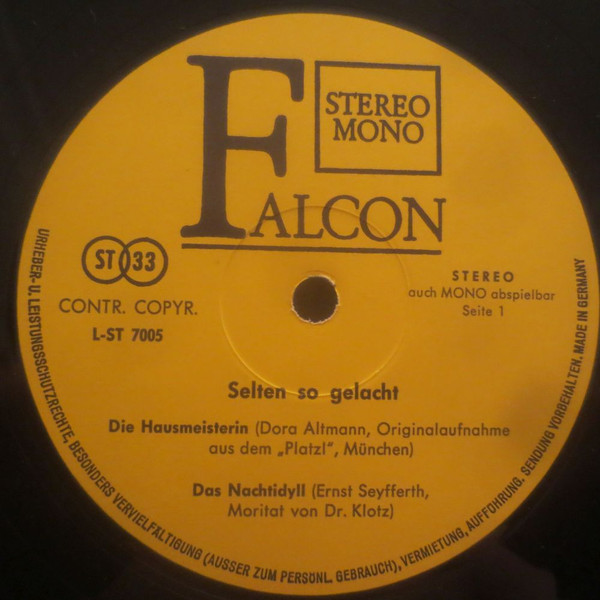 STEREO
MONO
FALCON
ST 33
CONTR. COPYR.
L-ST 7005
STEREO
auch MONO abspielbar
Seite 1
Selten so gelacht
Die Hausmeisterin (Dora Altmann, Originalaufnahme
aus dem „Platzl“, München)
Das Nachtidyll (Ernst Seyfferth,
Moritat von Dr. Klotz)
URHEBER- U. LEISTUNGSSCHUTZRECHTE, BESONDERS VERVIELFÄLTIGUNG (AUSSER ZUM PERSÖNL. GEBRAUCH), VERMIETUNG, AUFFÜHRUNG. SENDUNG VORBEHALTEN. MADE IN GERMANY